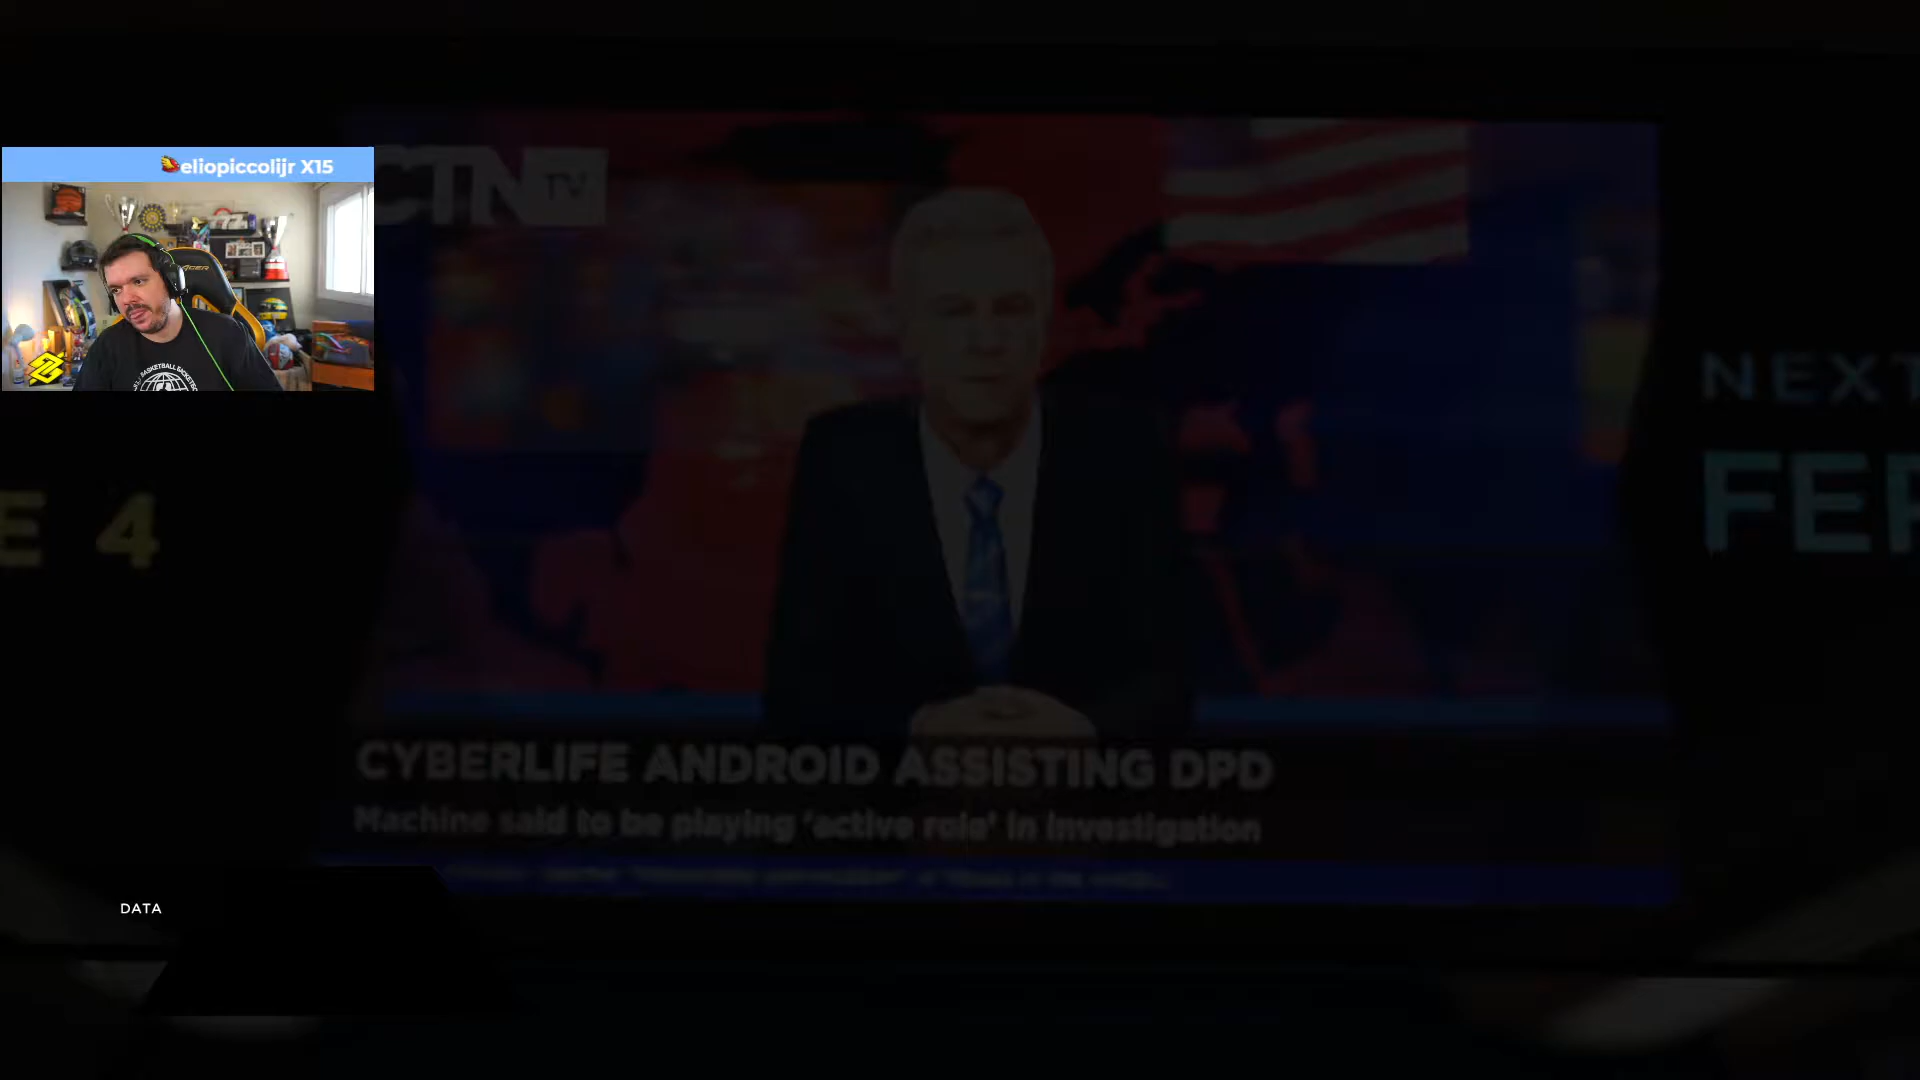 eliopiccolijr X15
CTN TV
NEXT
FER
E 4
CYBERLIFE ANDROID ASSISTING DPD
Machine said to be playing 'active role' in investigation
DATA